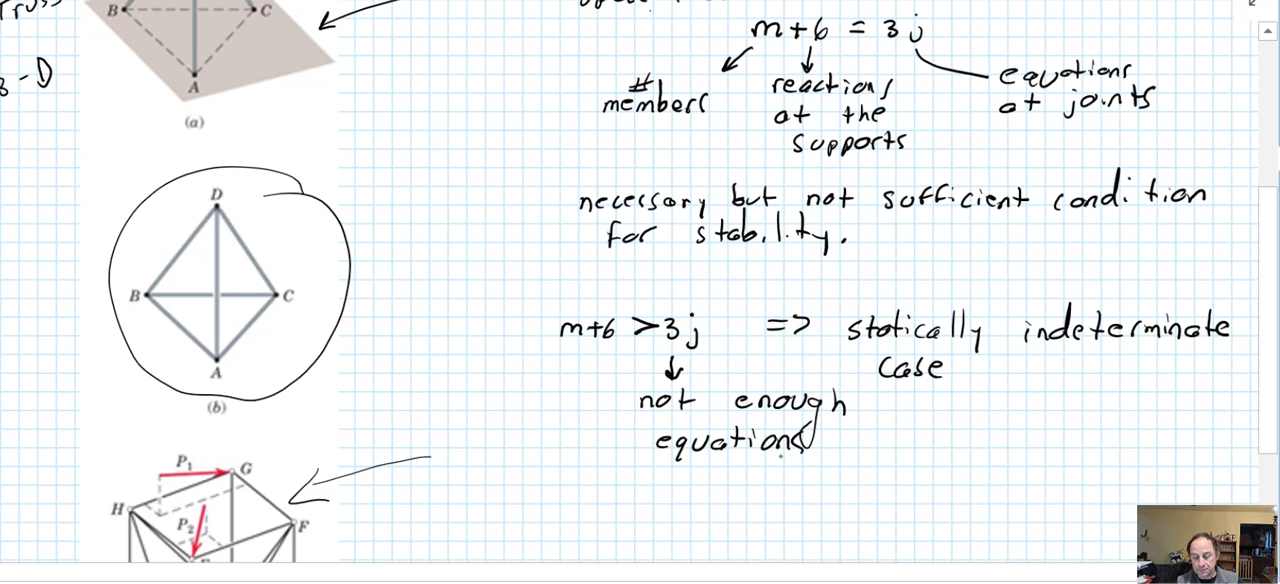 B
C
A
(a)
3-D
m+6 = 3j
#
members
reactions
at the
supports
equations
at joints
necessary but not sufficient condition
for stability.
D
B
C
A
(b)
m+6 > 3j => statically indeterminate
case
not enough
equations
P1
G
H
P2
F